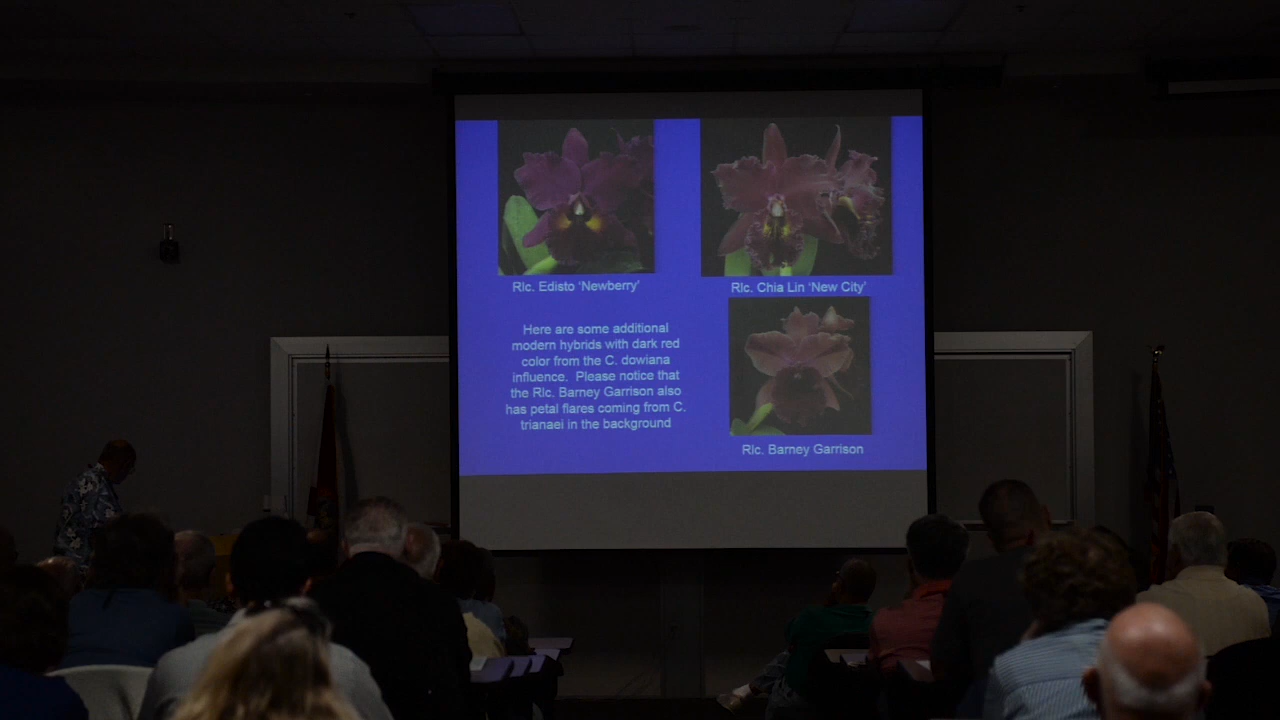 Rlc. Edisto ‘Newberry’
Rlc. Chia Lin ‘New City’
Here are some additional
modern hybrids with dark red
color from the C. dowiana
influence. Please notice that
the Rlc. Barney Garrison also
has petal flares coming from C.
trianaei in the background
Rlc. Barney Garrison